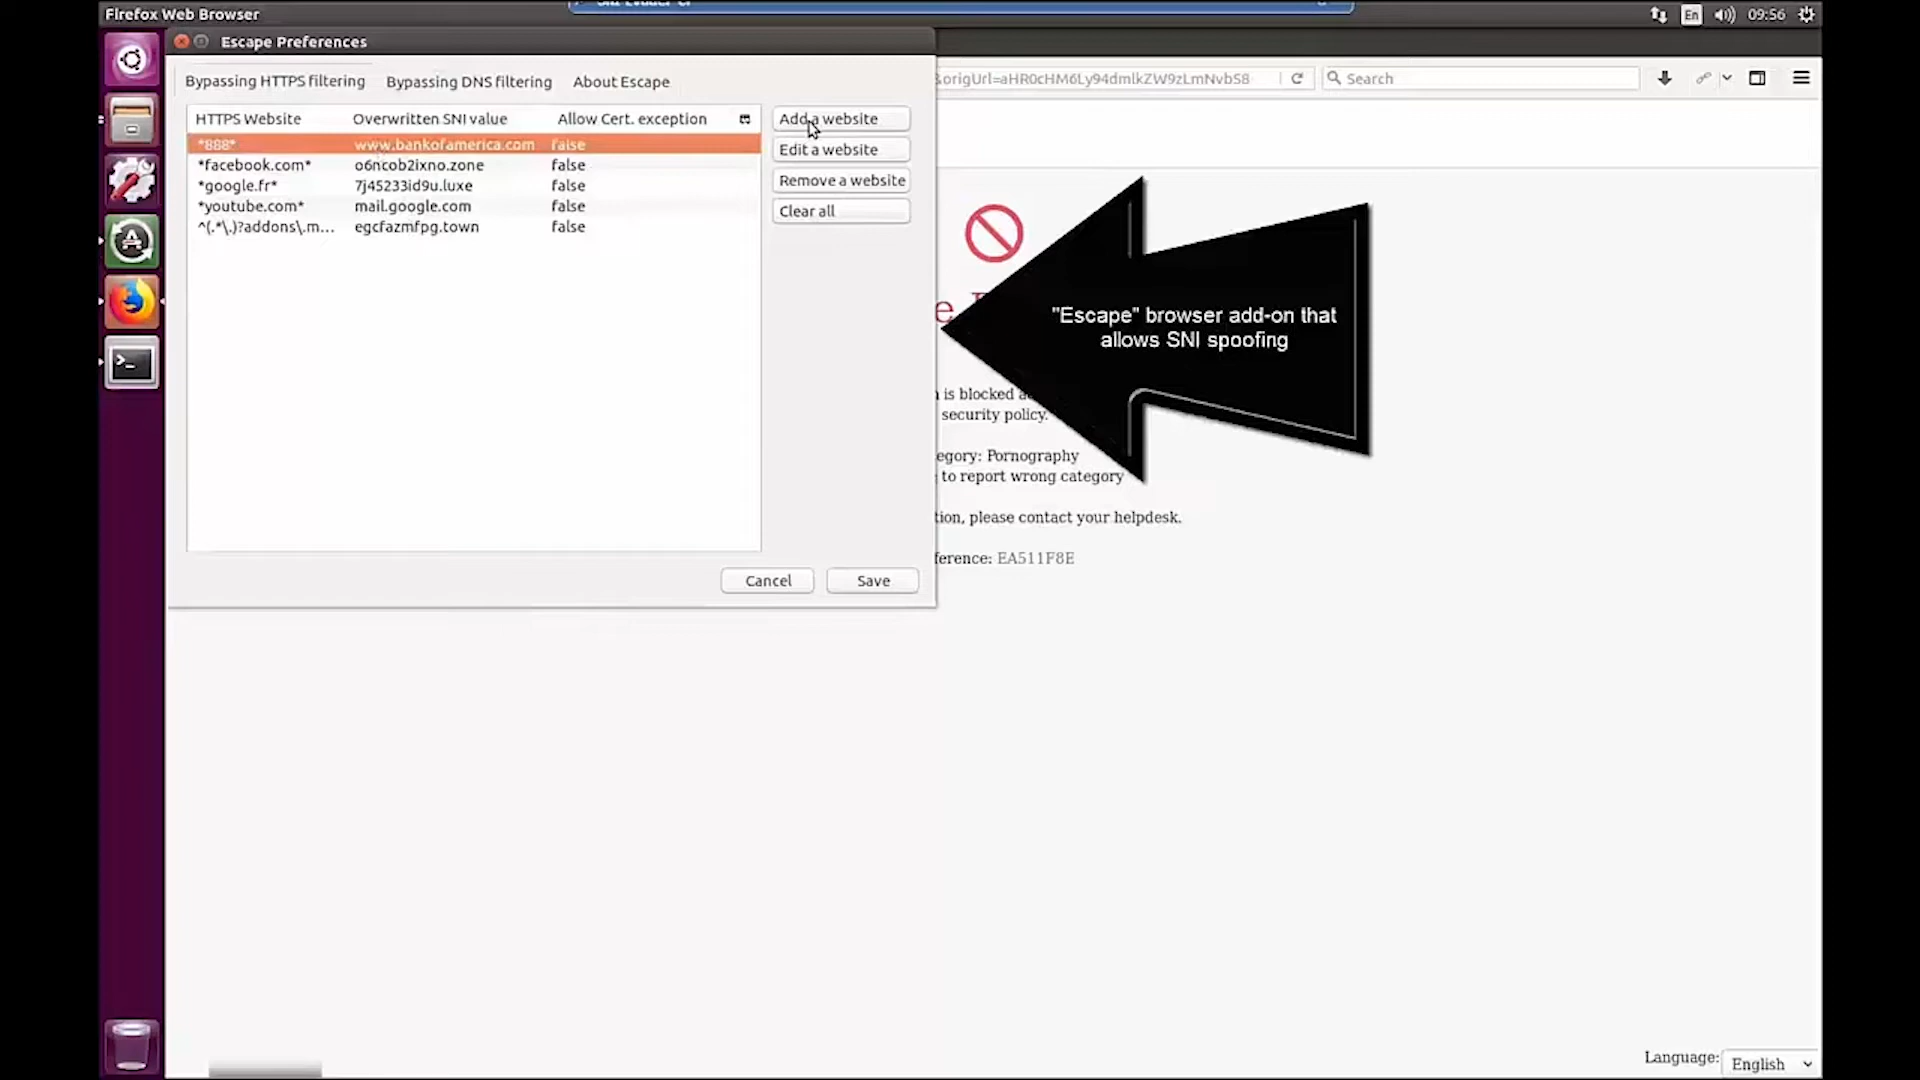 Firefox Web Browser
En
09:56
Escape Preferences
Bypassing HTTPS filtering
Bypassing DNS filtering
About Escape
&origUrl=aHR0cHM6Ly94dmlkZW9zLmNvbS8
Search
HTTPS Website
Overwritten SNI value
Allow Cert. exception
*888* www.bankofamerica.com false
*facebook.com* o6ncob2ixno.zone false
*google.fr* 7j45233id9u.luxe false
*youtube.com* mail.google.com false
^(.*\.)?addons\.m... egcfazmfpg.town false
Add a website
Edit a website
Remove a website
Clear all
Cancel
Save
"Escape" browser add-on that
allows SNI spoofing
is blocked
security policy.
egory: Pornography
to report wrong category
tion, please contact your helpdesk.
ference: EA511F8E
Language: English